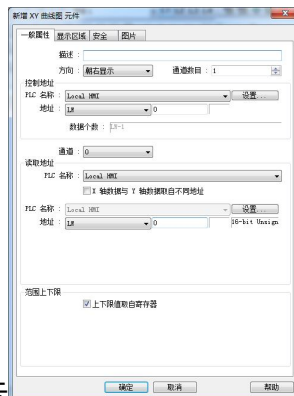 新增 XY 曲线图 元件
一般属性 显示区域 安全 图片
描述 :
方向 : 朝右显示 通道数目 : 1
控制地址
PLC 名称 : Local HMI 设置...
地址 : LW 0
数据个数 : LW-1
通道 : 0
读取地址
PLC 名称 : Local HMI
X 轴数据与 Y 轴数据取自不同地址
PLC 名称 : Local HMI 设置...
地址 : LW 0 16-bit Unsign
范围上下限
上下限值取自寄存器
确定 取消 帮助